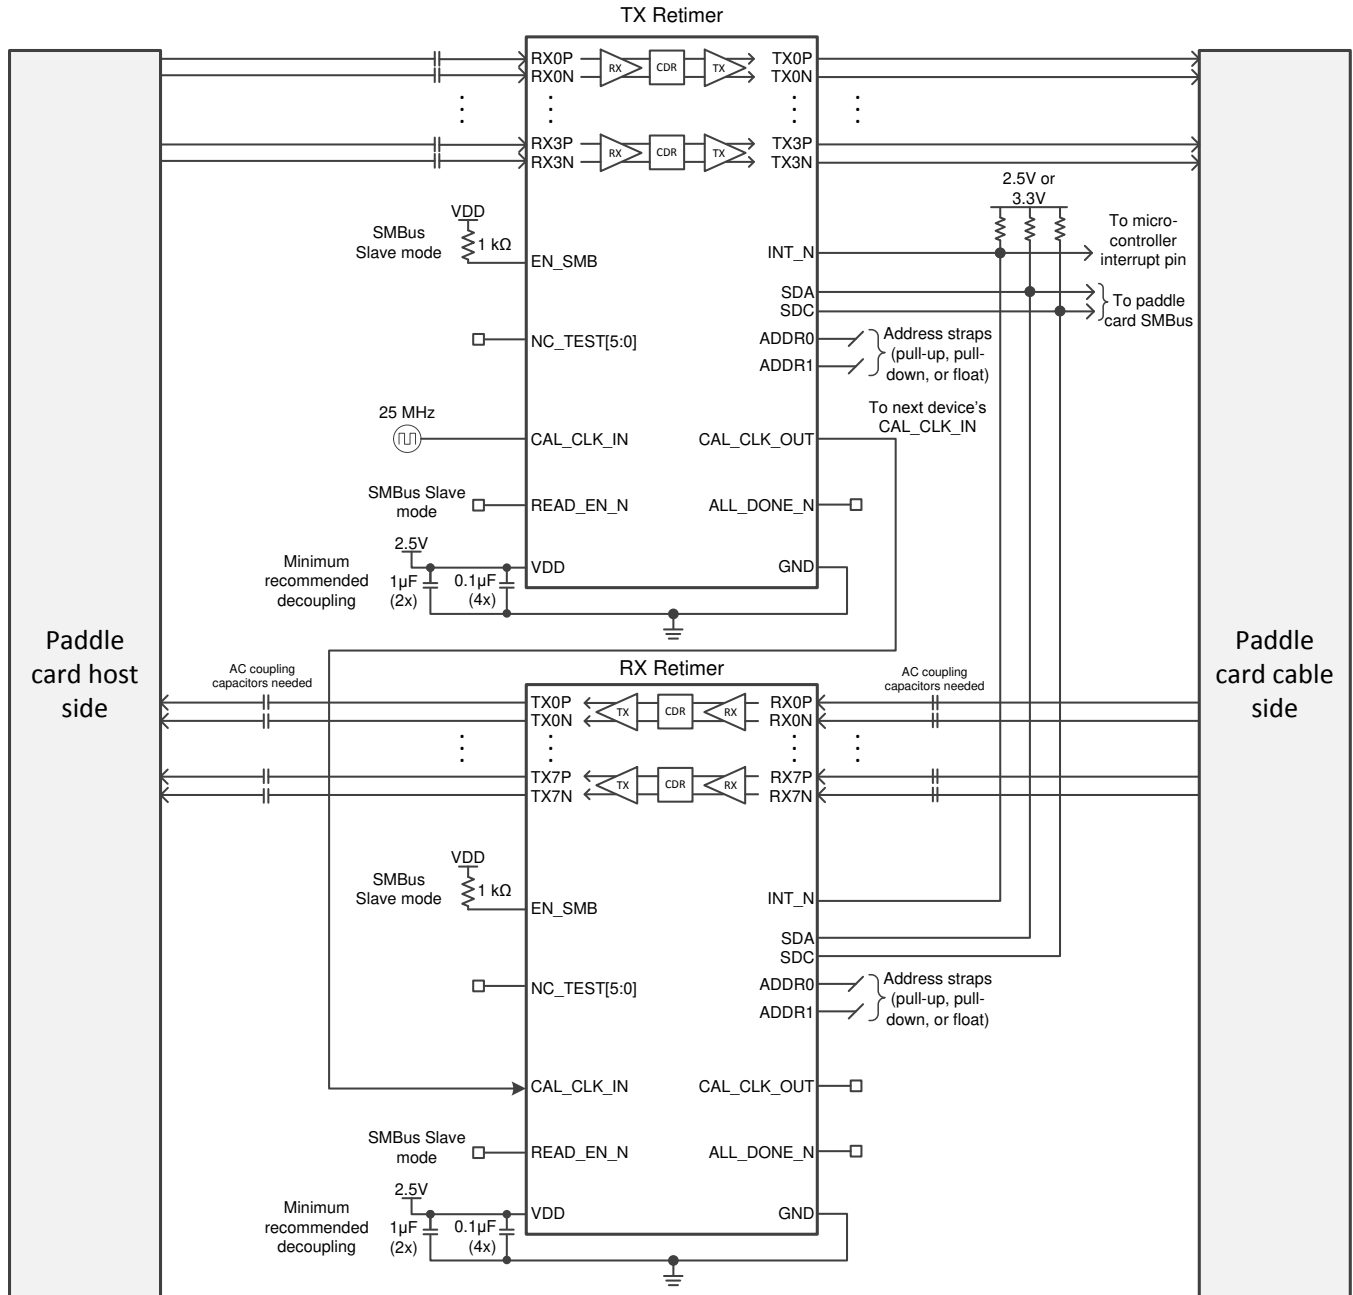 TX Retimer
RX0P
RX
CDR
TX
TX0P
RX0N
TX0N
RX3P
RX
CDR
TX
TX3P
RX3N
TX3N
2.5V or
3.3V
VDD
SMBus
Slave mode
1 kΩ
EN_SMB
INT_N
To micro-
controller
interrupt pin
SDA
SDC
To paddle
card SMBus
NC_TEST[5:0]
ADDR0
ADDR1
Address straps
(pull-up, pull-
down, or float)
25 MHz
CAL_CLK_IN
CAL_CLK_OUT
To next device's
CAL_CLK_IN
SMBus Slave
mode
READ_EN_N
ALL_DONE_N
2.5V
Minimum
recommended
decoupling
1µF
(2x)
0.1µF
(4x)
VDD
GND
Paddle
card host
side
Paddle
card cable
side
RX Retimer
AC coupling
capacitors needed
AC coupling
capacitors needed
TX0P
TX
CDR
RX
RX0P
TX0N
RX0N
TX7P
TX
CDR
RX
RX7P
TX7N
RX7N
VDD
SMBus
Slave mode
1 kΩ
EN_SMB
INT_N
SDA
SDC
NC_TEST[5:0]
ADDR0
ADDR1
Address straps
(pull-up, pull-
down, or float)
CAL_CLK_IN
CAL_CLK_OUT
SMBus Slave
mode
READ_EN_N
ALL_DONE_N
2.5V
Minimum
recommended
decoupling
1µF
(2x)
0.1µF
(4x)
VDD
GND